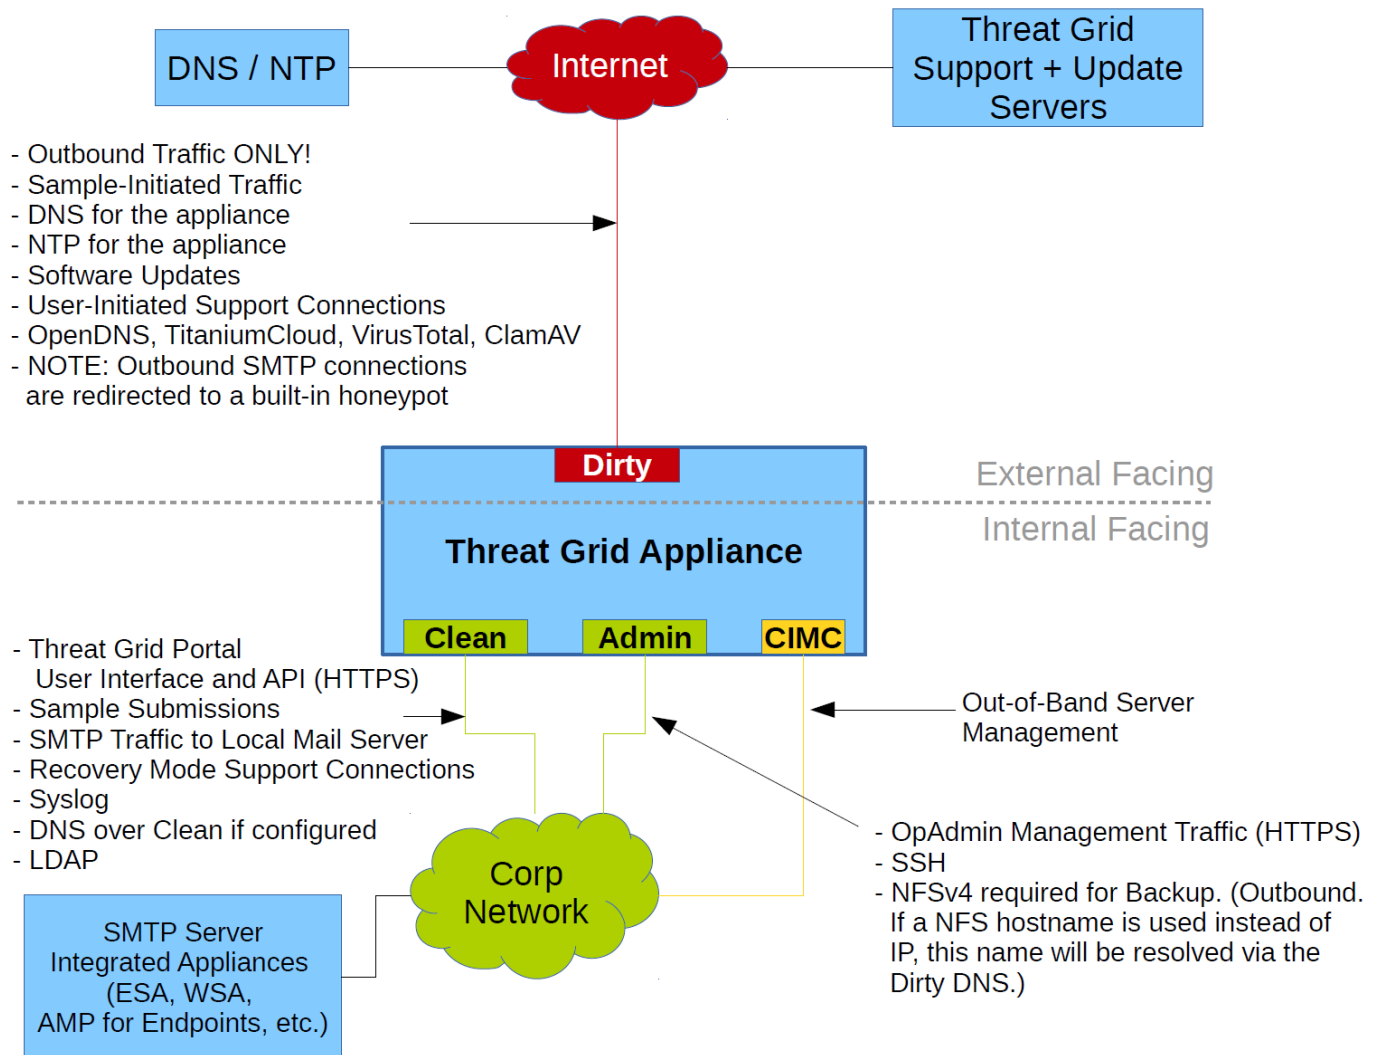 DNS / NTP
Internet
Threat Grid
Support + Update
Servers
- Outbound Traffic ONLY!
- Sample-Initiated Traffic
- DNS for the appliance
- NTP for the appliance
- Software Updates
- User-Initiated Support Connections
- OpenDNS, TitaniumCloud, VirusTotal, ClamAV
- NOTE: Outbound SMTP connections
are redirected to a built-in honeypot
Dirty
External Facing
Internal Facing
Threat Grid Appliance
Clean
Admin
CIMC
- Threat Grid Portal
User Interface and API (HTTPS)
- Sample Submissions
- SMTP Traffic to Local Mail Server
- Recovery Mode Support Connections
- Syslog
- DNS over Clean if configured
- LDAP
Out-of-Band Server
Management
- OpAdmin Management Traffic (HTTPS)
- SSH
- NFSv4 required for Backup. (Outbound.
If a NFS hostname is used instead of
IP, this name will be resolved via the
Dirty DNS.)
Corp
Network
SMTP Server
Integrated Appliances
(ESA, WSA,
AMP for Endpoints, etc.)